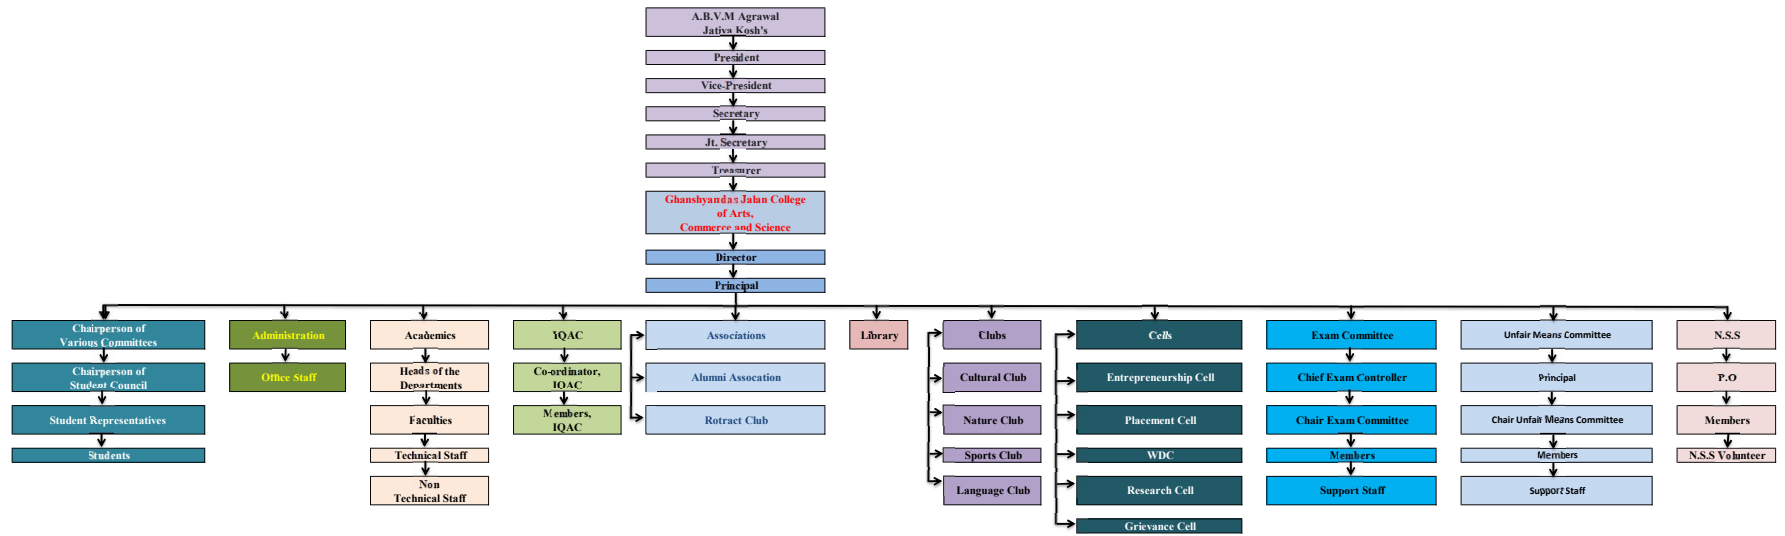 A.B.V.M Agrawal
Jatiya Kosh's
President
Vice-President
Secretary
Jt. Secretary
Treasurer
Ghanshyamdas Jalan College
of Arts,
Commerce and Science
Director
Principal
Chairperson of
Various Committees
Chairperson of
Student Council
Student Representatives
Students
Administration
Office Staff
Academics
Heads of the
Departments
Faculties
Technical Staff
Non
Technical Staff
IQAC
Co-ordinator,
IQAC
Members,
IQAC
Associations
Alumni Assocation
Rotract Club
Library
Clubs
Cultural Club
Nature Club
Sports Club
Language Club
Cells
Entrepreneurship Cell
Placement Cell
WDC
Research Cell
Grievance Cell
Exam Committee
Chief Exam Controller
Chair Exam Committee
Members
Support Staff
Unfair Means Committee
Principal
Chair Unfair Means Committee
Members
Support Staff
N.S.S
P.O
Members
N.S.S Volunteer